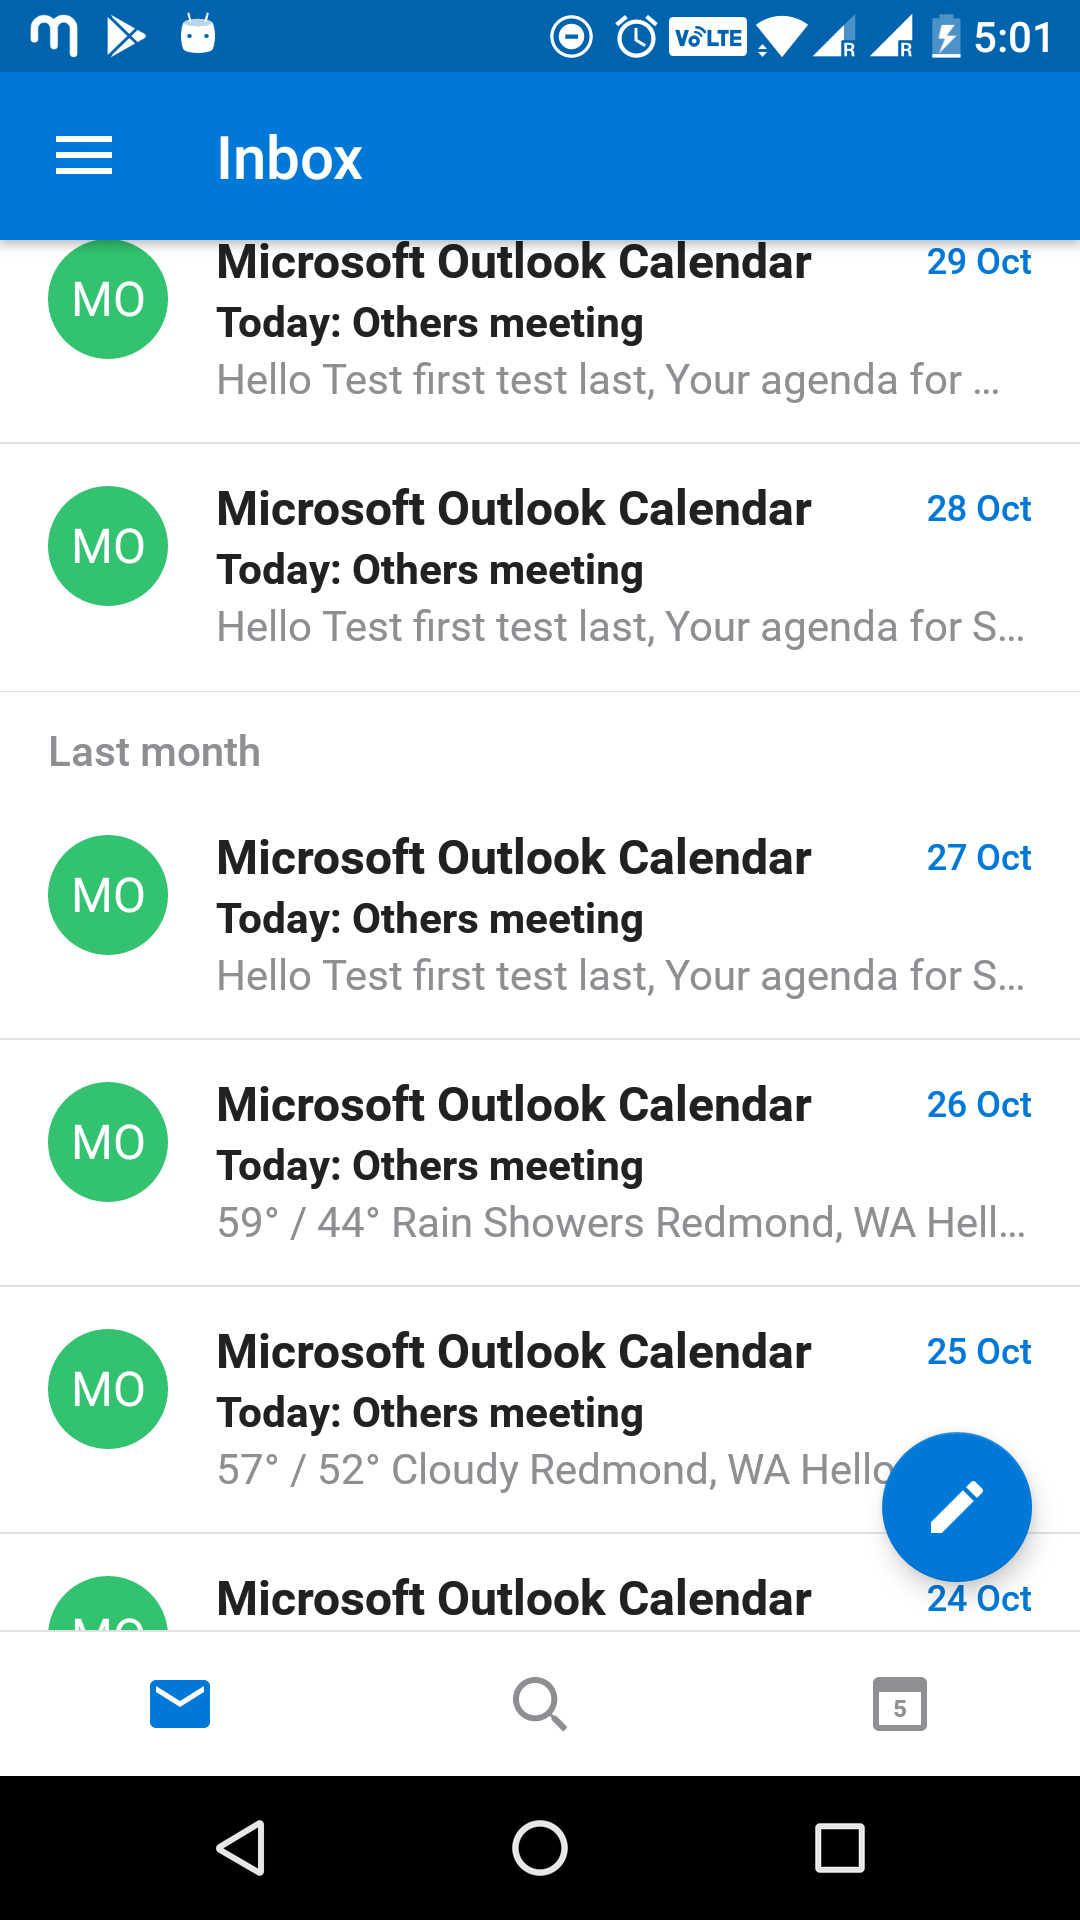 VoLTE R R 5:01
Inbox
MO Microsoft Outlook Calendar 29 Oct
Today: Others meeting
Hello Test first test last, Your agenda for ...
MO Microsoft Outlook Calendar 28 Oct
Today: Others meeting
Hello Test first test last, Your agenda for S...
Last month
MO Microsoft Outlook Calendar 27 Oct
Today: Others meeting
Hello Test first test last, Your agenda for S...
MO Microsoft Outlook Calendar 26 Oct
Today: Others meeting
59° / 44° Rain Showers Redmond, WA Hell...
MO Microsoft Outlook Calendar 25 Oct
Today: Others meeting
57° / 52° Cloudy Redmond, WA Hello
MO Microsoft Outlook Calendar 24 Oct
5